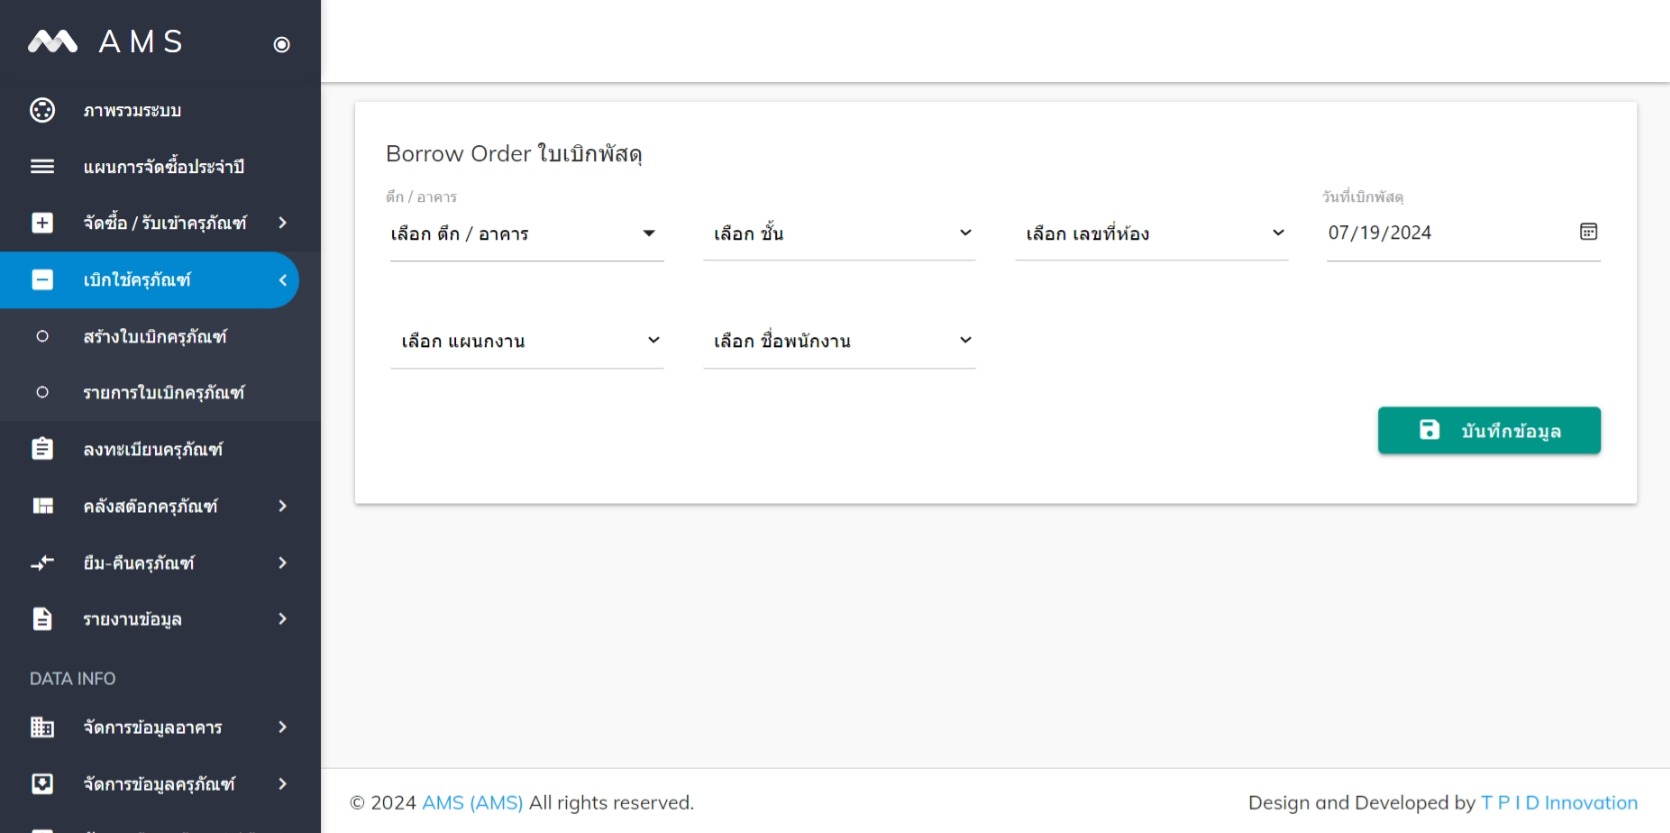 AMS
ภาพรวมระบบ
แผนการจัดซื้อประจำปี
จัดซื้อ / รับเข้าครุภัณฑ์
เบิกใช้ครุภัณฑ์
สร้างใบเบิกครุภัณฑ์
รายการใบเบิกครุภัณฑ์
ลงทะเบียนครุภัณฑ์
คลังสต๊อกครุภัณฑ์
ยืม-คืนครุภัณฑ์
รายงานข้อมูล
DATA INFO
จัดการข้อมูลอาคาร
จัดการข้อมูลครุภัณฑ์
Borrow Order ใบเบิกพัสดุ
ตึก / อาคาร
วันที่เบิกพัสดุ
เลือก ตึก / อาคาร
เลือก ชั้น
เลือก เลขที่ห้อง
07/19/2024
เลือก แผนกงาน
เลือก ชื่อพนักงาน
บันทึกข้อมูล
© 2024 AMS (AMS) All rights reserved.
Design and Developed by T P I D Innovation